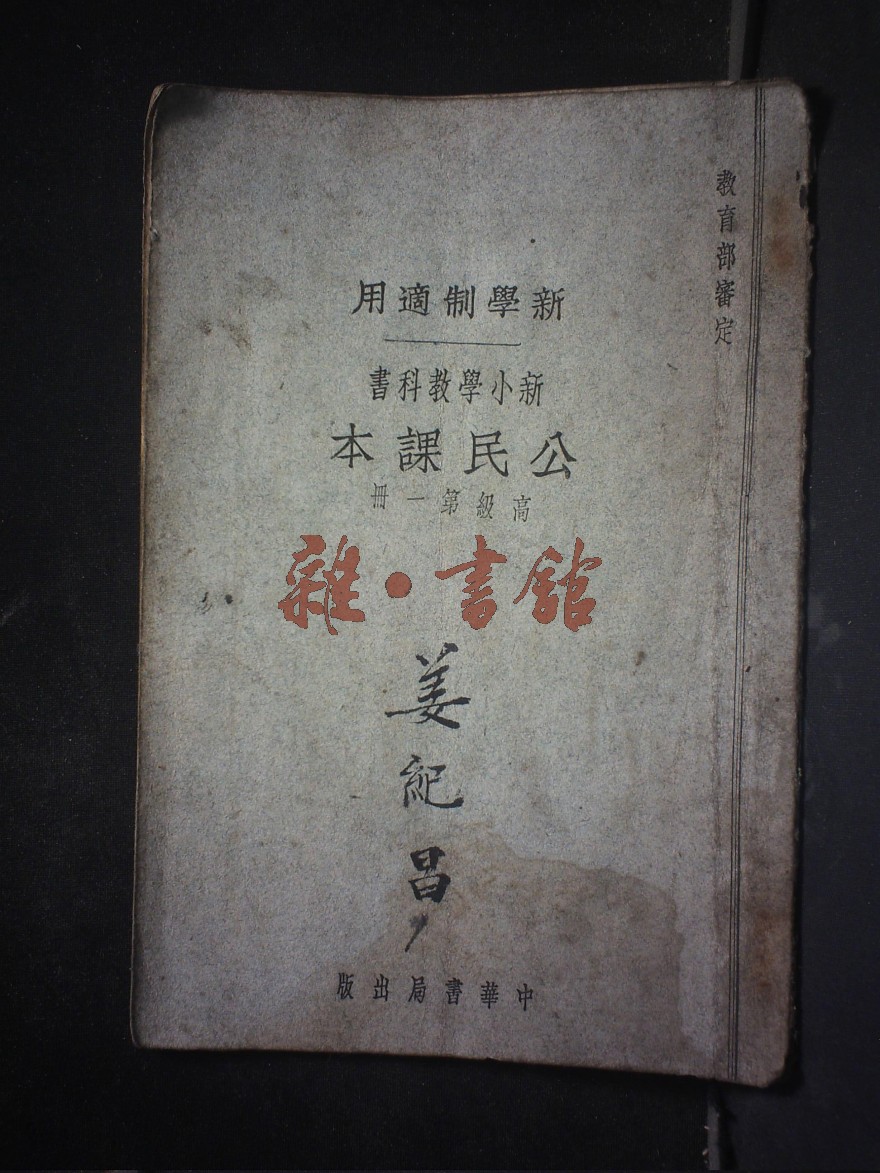 教育部審定
新學制適用
新小學教科書
公民課本
高級第一冊
雜·書館
姜紀昌
中華書局出版